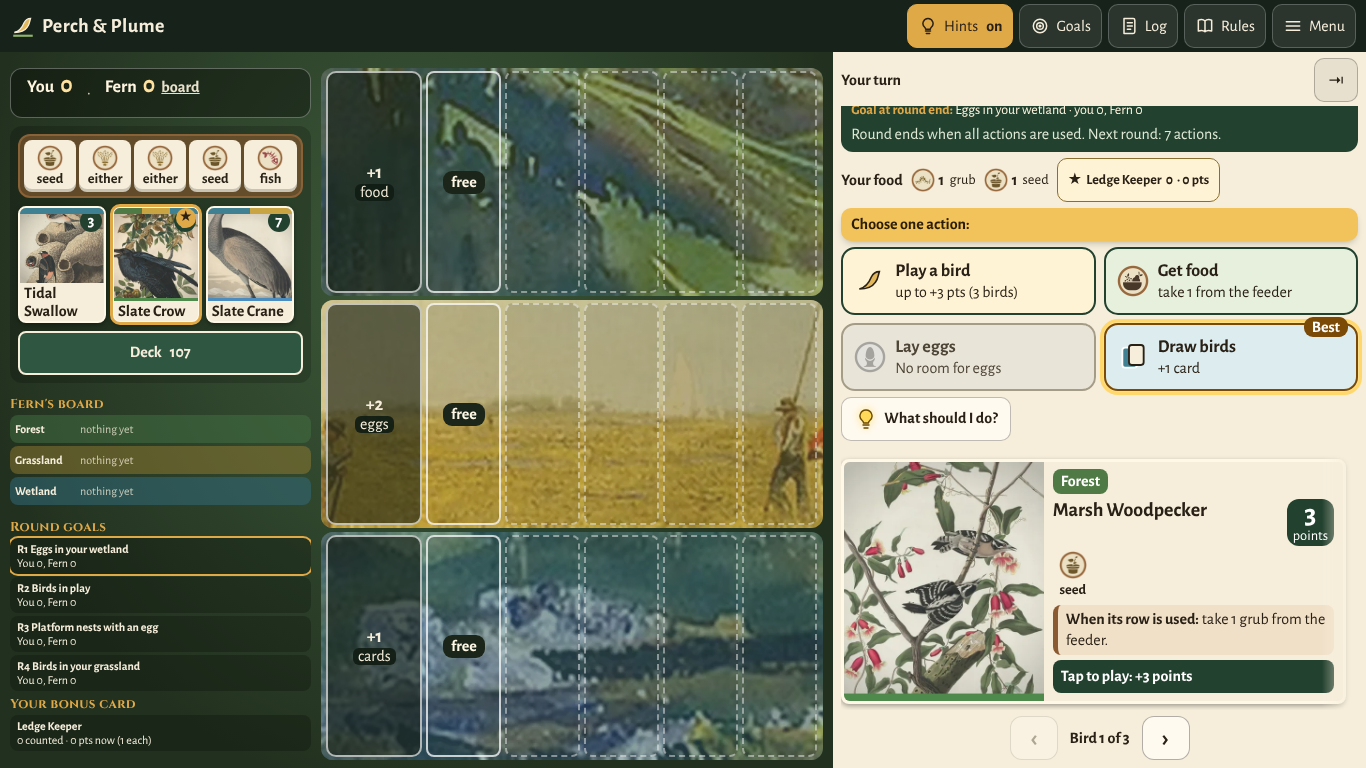 Perch & Plume
Hints on
Goals
Log
Rules
Menu
You 0 . Fern 0 board
seed
either
either
seed
fish
3
Tidal
Swallow
★
Slate Crow
7
Slate Crane
Deck 107
FERN'S BOARD
Forest nothing yet
Grassland nothing yet
Wetland nothing yet
ROUND GOALS
R1 Eggs in your wetland
You 0, Fern 0
R2 Birds in play
You 0, Fern 0
R3 Platform nests with an egg
You 0, Fern 0
R4 Birds in your grassland
You 0, Fern 0
YOUR BONUS CARD
Ledge Keeper
0 counted · 0 pts now (1 each)
+1
food
free
+2
eggs
free
+1
cards
free
Your turn
Goal at round end: Eggs in your wetland · you 0, Fern 0
Round ends when all actions are used. Next round: 7 actions.
Your food 1 grub 1 seed ★ Ledge Keeper 0 · 0 pts
Choose one action:
Play a bird
up to +3 pts (3 birds)
Get food
take 1 from the feeder
Lay eggs
No room for eggs
Best
Draw birds
+1 card
What should I do?
Forest
Marsh Woodpecker
3
points
seed
When its row is used: take 1 grub from the
feeder.
Tap to play: +3 points
‹ Bird 1 of 3 ›